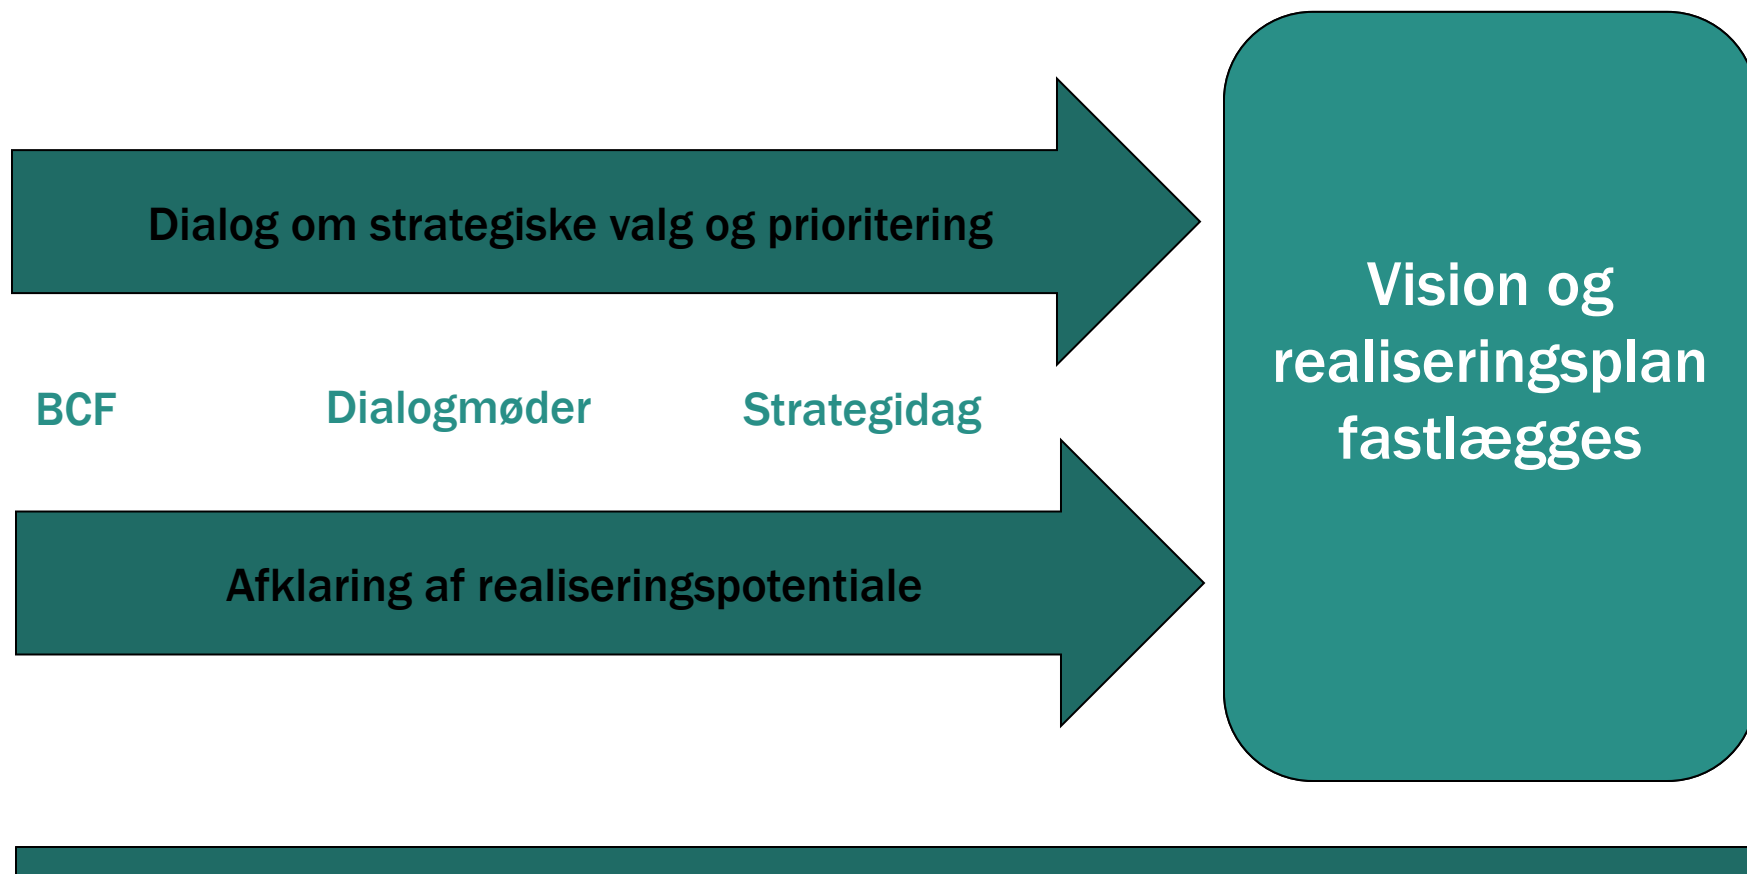 Dialog om strategiske valg og prioritering
BCF Dialogmøder Strategidag
Afklaring af realiseringspotentiale
Vision og
realiseringsplan
fastlægges